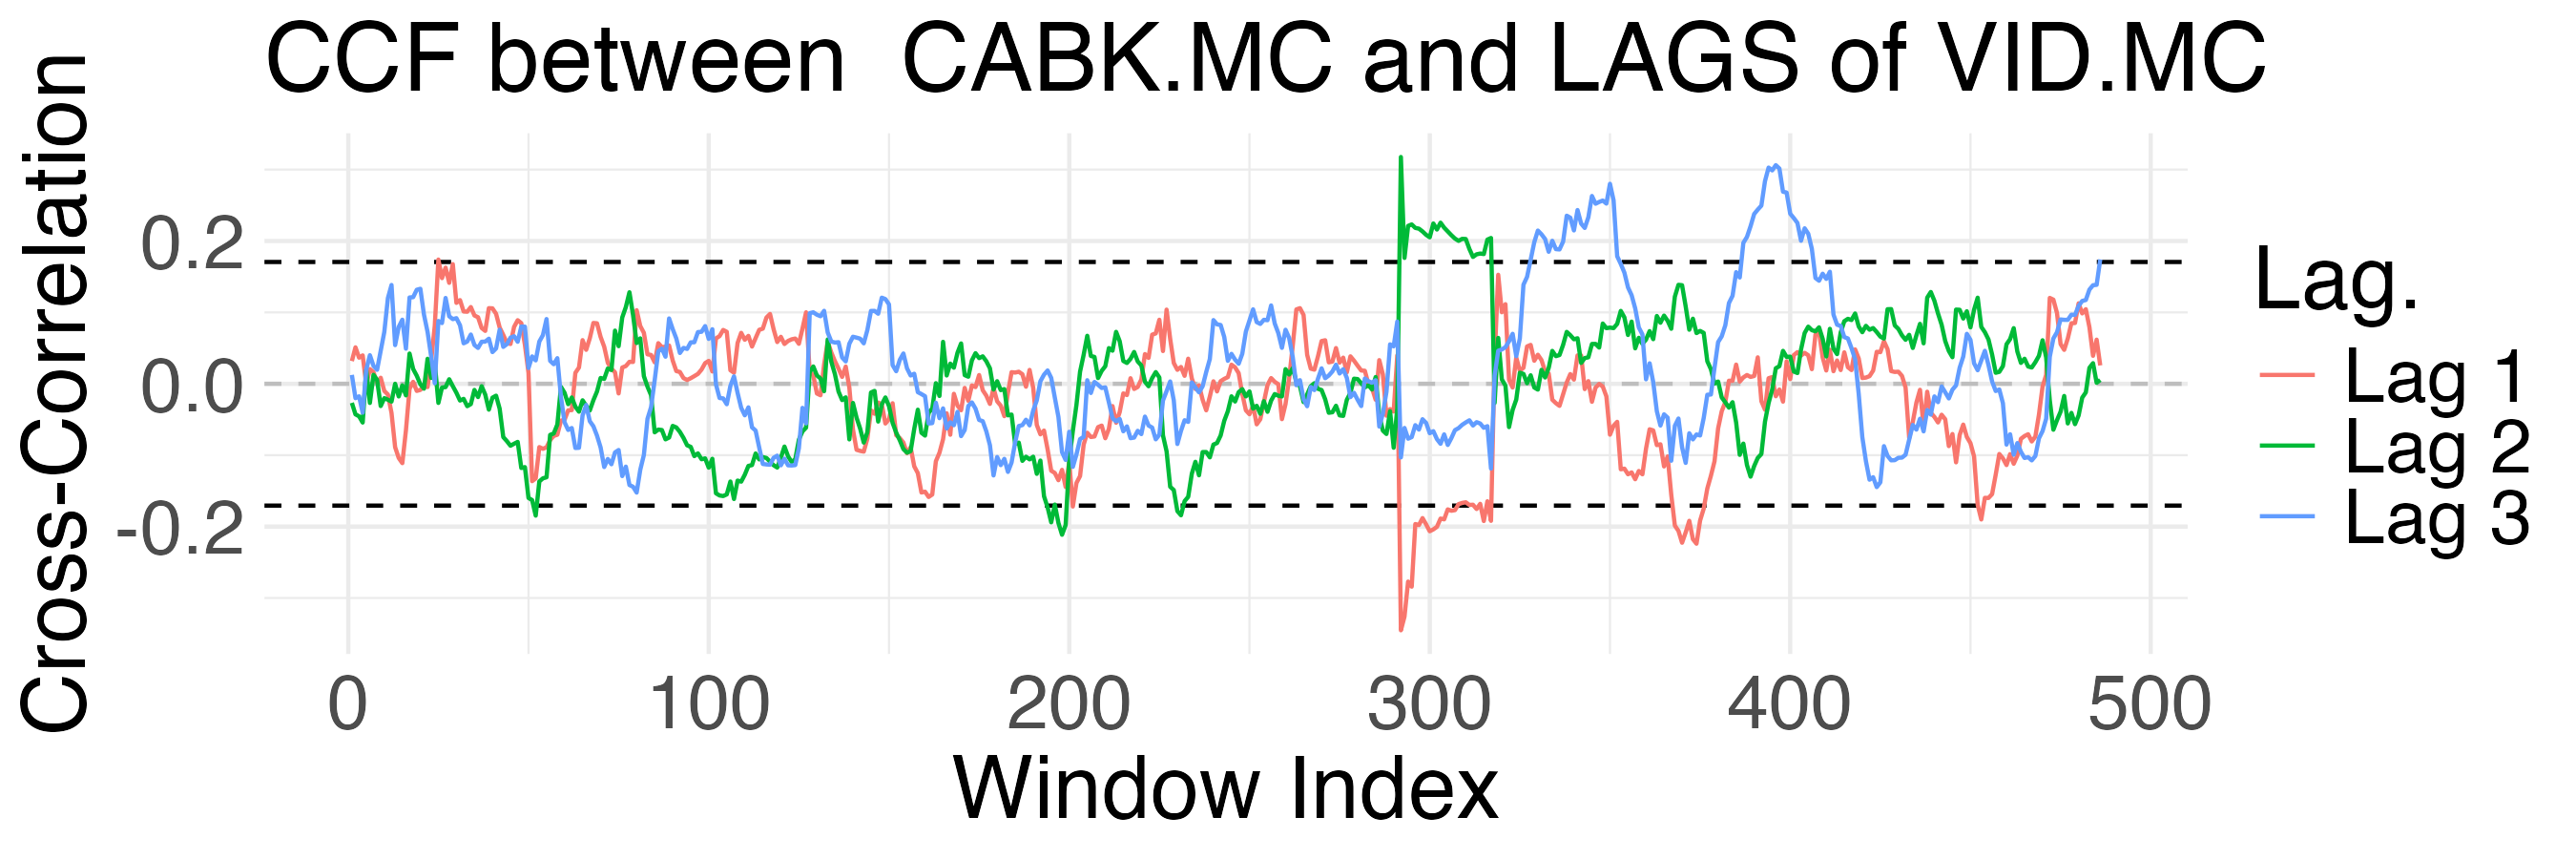 CCF between  CABK.MC and LAGS of VID.MC
Cross-Correlation
0.2
0.0
-0.2
0 100 200 300 400 500
Window Index
Lag.
Lag 1
Lag 2
Lag 3